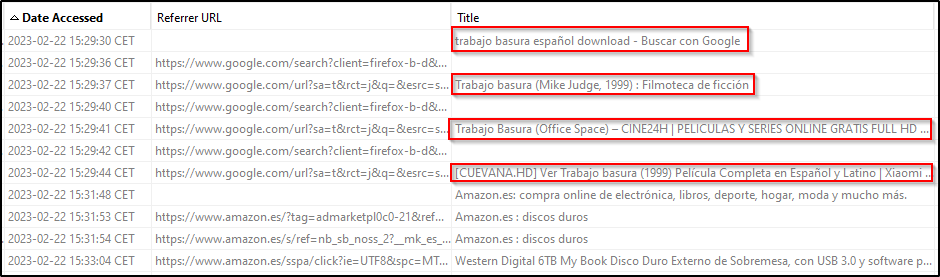 Date Accessed Referrer URL Title
2023-02-22 15:29:30 CET trabajo basura español download - Buscar con Google
2023-02-22 15:29:36 CET https://www.google.com/search?client=firefox-b-d&...
2023-02-22 15:29:37 CET https://www.google.com/url?sa=t&rct=j&q=&esrc=s... Trabajo basura (Mike Judge, 1999) : Filmoteca de ficción
2023-02-22 15:29:40 CET https://www.google.com/search?client=firefox-b-d&...
2023-02-22 15:29:41 CET https://www.google.com/url?sa=t&rct=j&q=&esrc=s... Trabajo Basura (Office Space) – CINE24H | PELICULAS Y SERIES ONLINE GRATIS FULL HD ...
2023-02-22 15:29:42 CET https://www.google.com/search?client=firefox-b-d&...
2023-02-22 15:29:44 CET https://www.google.com/url?sa=t&rct=j&q=&esrc=s... [CUEVANA.HD] Ver Trabajo basura (1999) Película Completa en Español y Latino | Xiaomi ...
2023-02-22 15:31:48 CET Amazon.es: compra online de electrónica, libros, deporte, hogar, moda y mucho más.
2023-02-22 15:31:53 CET https://www.amazon.es/?tag=admarketpl0c0-21&ref... Amazon.es : discos duros
2023-02-22 15:31:54 CET https://www.amazon.es/s/ref=nb_sb_noss_2?__mk_es_... Amazon.es : discos duros
2023-02-22 15:33:04 CET https://www.amazon.es/sspa/click?ie=UTF8&spc=MT... Western Digital 6TB My Book Disco Duro Externo de Sobremesa, con USB 3.0 y software p...